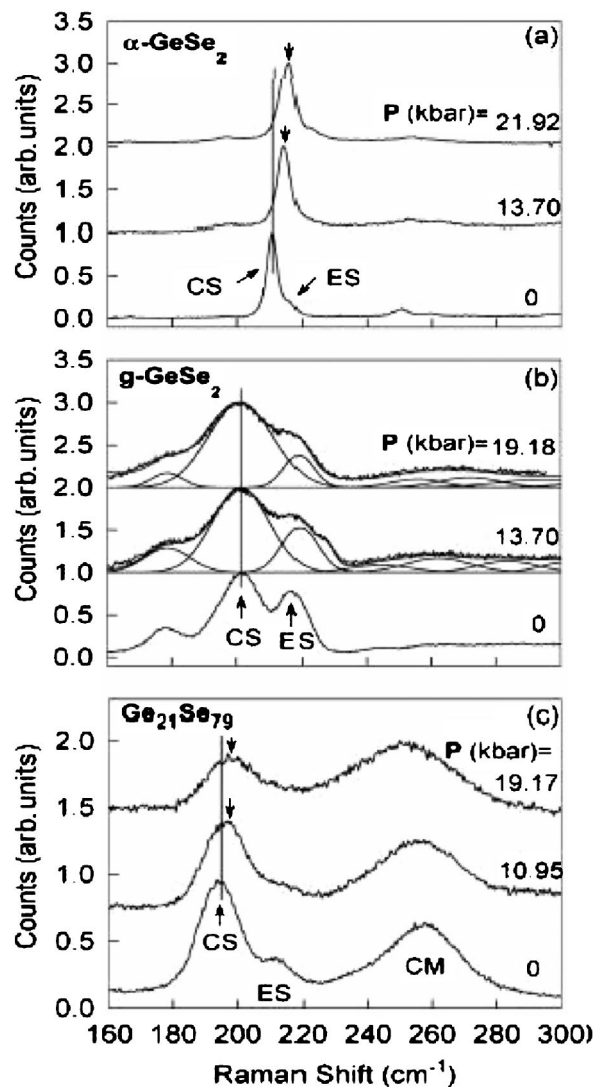 α-GeSe2
(a)
Counts (arb.units)
3.5
3.0
2.5
2.0
1.5
1.0
0.5
0.0
P (kbar)=
21.92
13.70
0
CS
ES
g-GeSe2
(b)
Counts (arb.units)
3.5
3.0
2.5
2.0
1.5
1.0
0.5
0.0
P (kbar)=19.18
13.70
0
CS
ES
Ge21Se79
(c)
Counts (arb.units)
2.0
1.5
1.0
0.5
0.0
P (kbar)=
19.17
10.95
0
CS
ES
CM
160 180 200 220 240 260 280 300)
Raman Shift (cm-1)